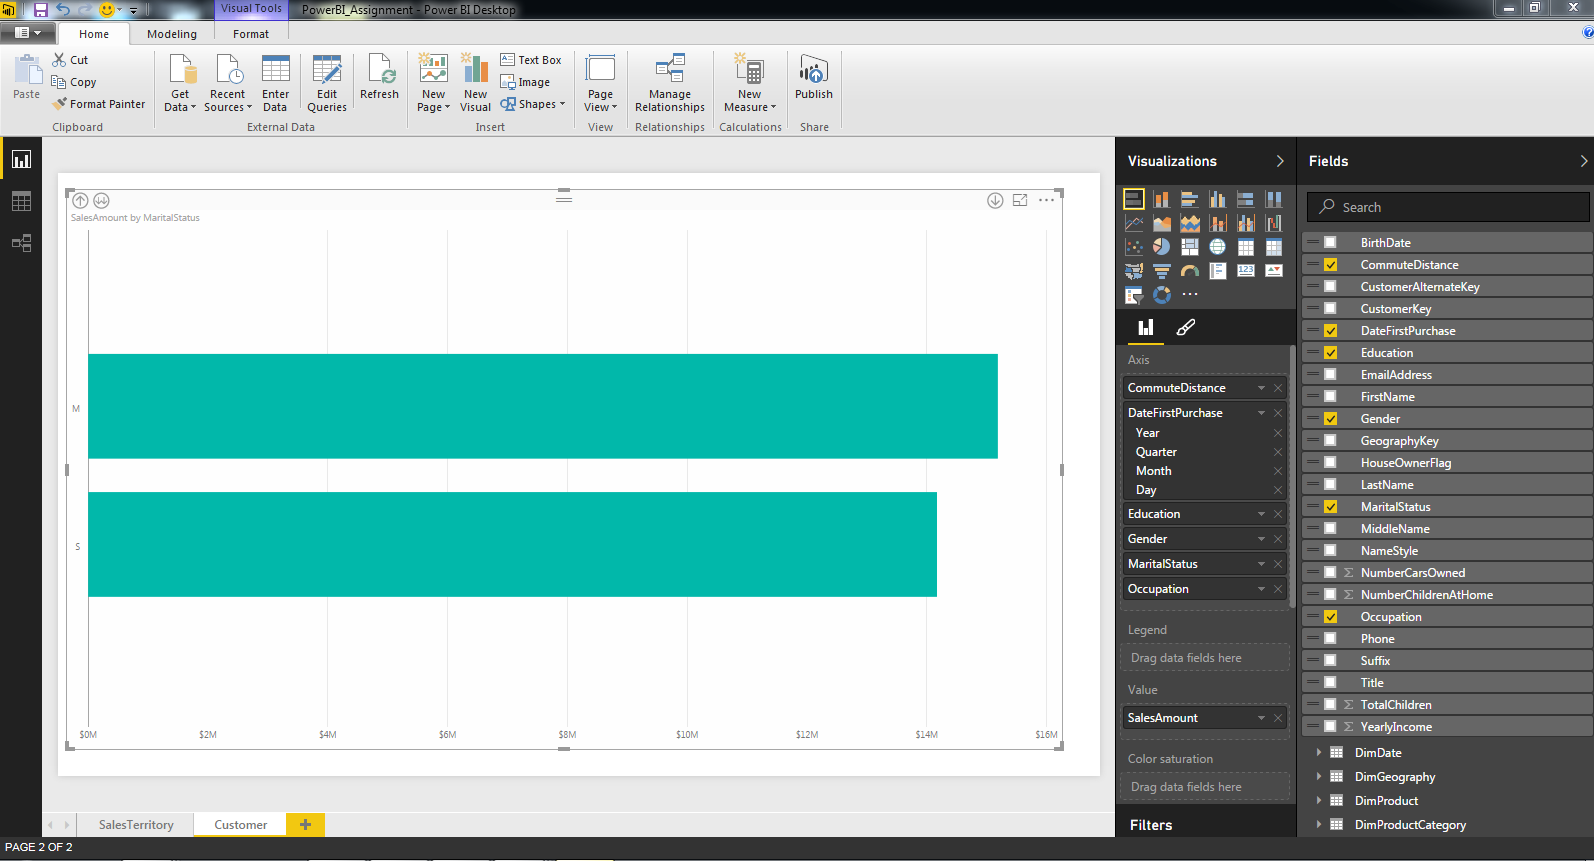 Visual Tools
PowerBI_Assignment - Power BI Desktop
Home
Modeling
Format
Paste
Cut
Copy
Format Painter
Clipboard
Get Data
Recent Sources
Enter Data
Edit Queries
Refresh
External Data
New Page
New Visual
Text Box
Image
Shapes
Insert
Page View
View
Manage Relationships
Relationships
New Measure
Calculations
Publish
Share
SalesAmount by MaritalStatus
M
S
$0M
$2M
$4M
$6M
$8M
$10M
$12M
$14M
$16M
Visualizations
123
Axis
CommuteDistance
DateFirstPurchase
Year
Quarter
Month
Day
Education
Gender
MaritalStatus
Occupation
Legend
Drag data fields here
Value
SalesAmount
Color saturation
Drag data fields here
Filters
Fields
Search
BirthDate
CommuteDistance
CustomerAlternateKey
CustomerKey
DateFirstPurchase
Education
EmailAddress
FirstName
Gender
GeographyKey
HouseOwnerFlag
LastName
MaritalStatus
MiddleName
NameStyle
Σ NumberCarsOwned
Σ NumberChildrenAtHome
Occupation
Phone
Suffix
Title
Σ TotalChildren
Σ YearlyIncome
DimDate
DimGeography
DimProduct
DimProductCategory
SalesTerritory
Customer
PAGE 2 OF 2